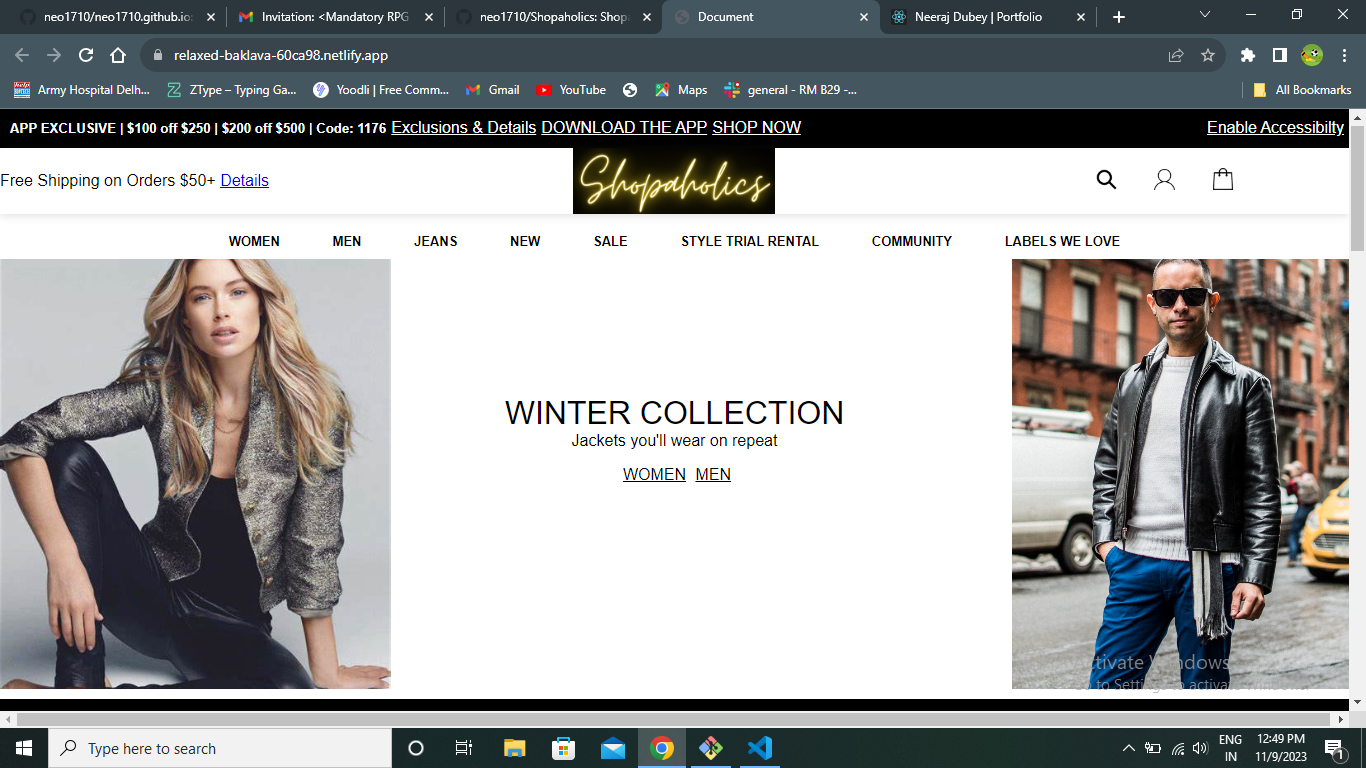 neo1710/neo1710.github.io:
Invitation: <Mandatory RPG
neo1710/Shopaholics: Shop
Document
Neeraj Dubey | Portfolio
relaxed-baklava-60ca98.netlify.app
Army Hospital Delh...
ZType – Typing Ga...
Yoodli | Free Comm...
Gmail
YouTube
Maps
general - RM B29 -...
All Bookmarks
APP EXCLUSIVE | $100 off $250 | $200 off $500 | Code: 1176 Exclusions & Details DOWNLOAD THE APP SHOP NOW
Enable Accessibilty
Free Shipping on Orders $50+ Details
Shopaholics
WOMEN MEN JEANS NEW SALE STYLE TRIAL RENTAL COMMUNITY LABELS WE LOVE
WINTER COLLECTION
Jackets you'll wear on repeat
WOMEN MEN
Activate Windows
Go to Settings to activate Windows.
Type here to search
ENG
IN
12:49 PM
11/9/2023
1